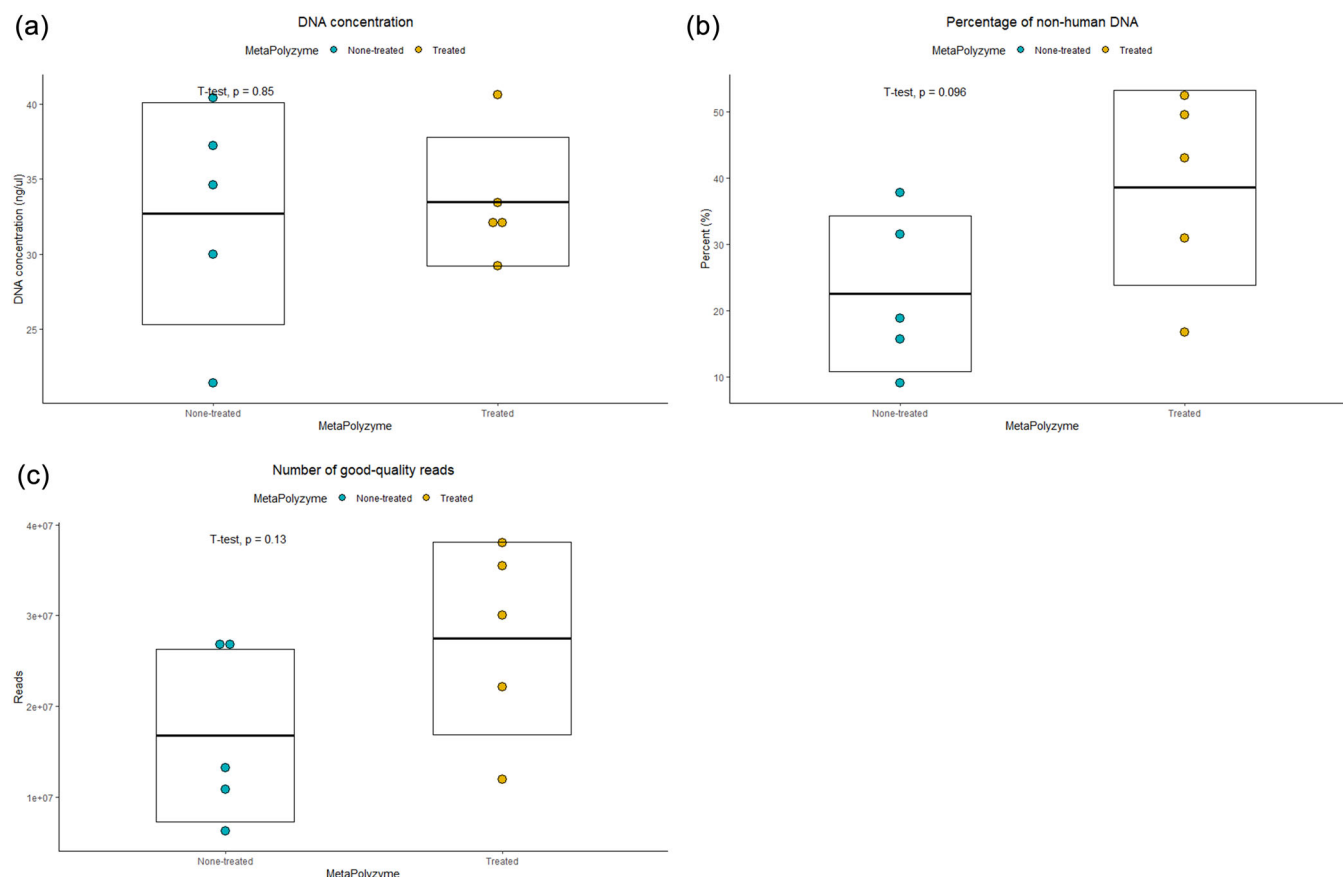 (a)
DNA concentration
MetaPolyzyme None-treated Treated
T-test, p = 0.85
40
35
30
25
DNA concentration (ng/ul)
None-treated Treated
MetaPolyzyme
(b)
Percentage of non-human DNA
MetaPolyzyme None-treated Treated
T-test, p = 0.096
50
40
30
20
10
Percent (%)
None-treated Treated
MetaPolyzyme
(c)
Number of good-quality reads
MetaPolyzyme None-treated Treated
T-test, p = 0.13
4e+07
3e+07
2e+07
1e+07
Reads
None-treated Treated
MetaPolyzyme